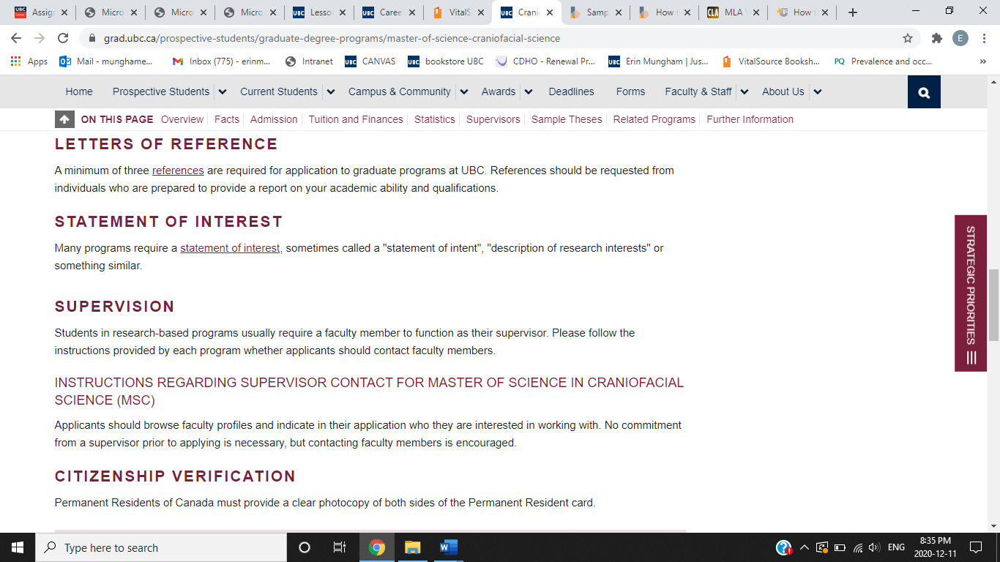 Assign Micro Micro Micro Lesso Caree VitalS Crani Samp How MLA How
grad.ubc.ca/prospective-students/graduate-degree-programs/master-of-science-craniofacial-science E
Apps Mail - munghame... Inbox (775) - erinm... Intranet UBC CANVAS UBC bookstore UBC CDHO - Renewal Pr... UBC Erin Mungham | Jus... VitalSource Booksh... PQ Prevalence and occ... »
Home Prospective Students Current Students Campus & Community Awards Deadlines Forms Faculty & Staff About Us
ON THIS PAGE Overview Facts Admission Tuition and Finances Statistics Supervisors Sample Theses Related Programs Further Information
LETTERS OF REFERENCE
A minimum of three references are required for application to graduate programs at UBC. References should be requested from
individuals who are prepared to provide a report on your academic ability and qualifications.
STATEMENT OF INTEREST
Many programs require a statement of interest, sometimes called a "statement of intent", "description of research interests" or
something similar.
SUPERVISION
Students in research-based programs usually require a faculty member to function as their supervisor. Please follow the
instructions provided by each program whether applicants should contact faculty members.
INSTRUCTIONS REGARDING SUPERVISOR CONTACT FOR MASTER OF SCIENCE IN CRANIOFACIAL
SCIENCE (MSC)
Applicants should browse faculty profiles and indicate in their application who they are interested in working with. No commitment
from a supervisor prior to applying is necessary, but contacting faculty members is encouraged.
CITIZENSHIP VERIFICATION
Permanent Residents of Canada must provide a clear photocopy of both sides of the Permanent Resident card.
STRATEGIC PRIORITIES
Type here to search
ENG
8:35 PM
2020-12-11